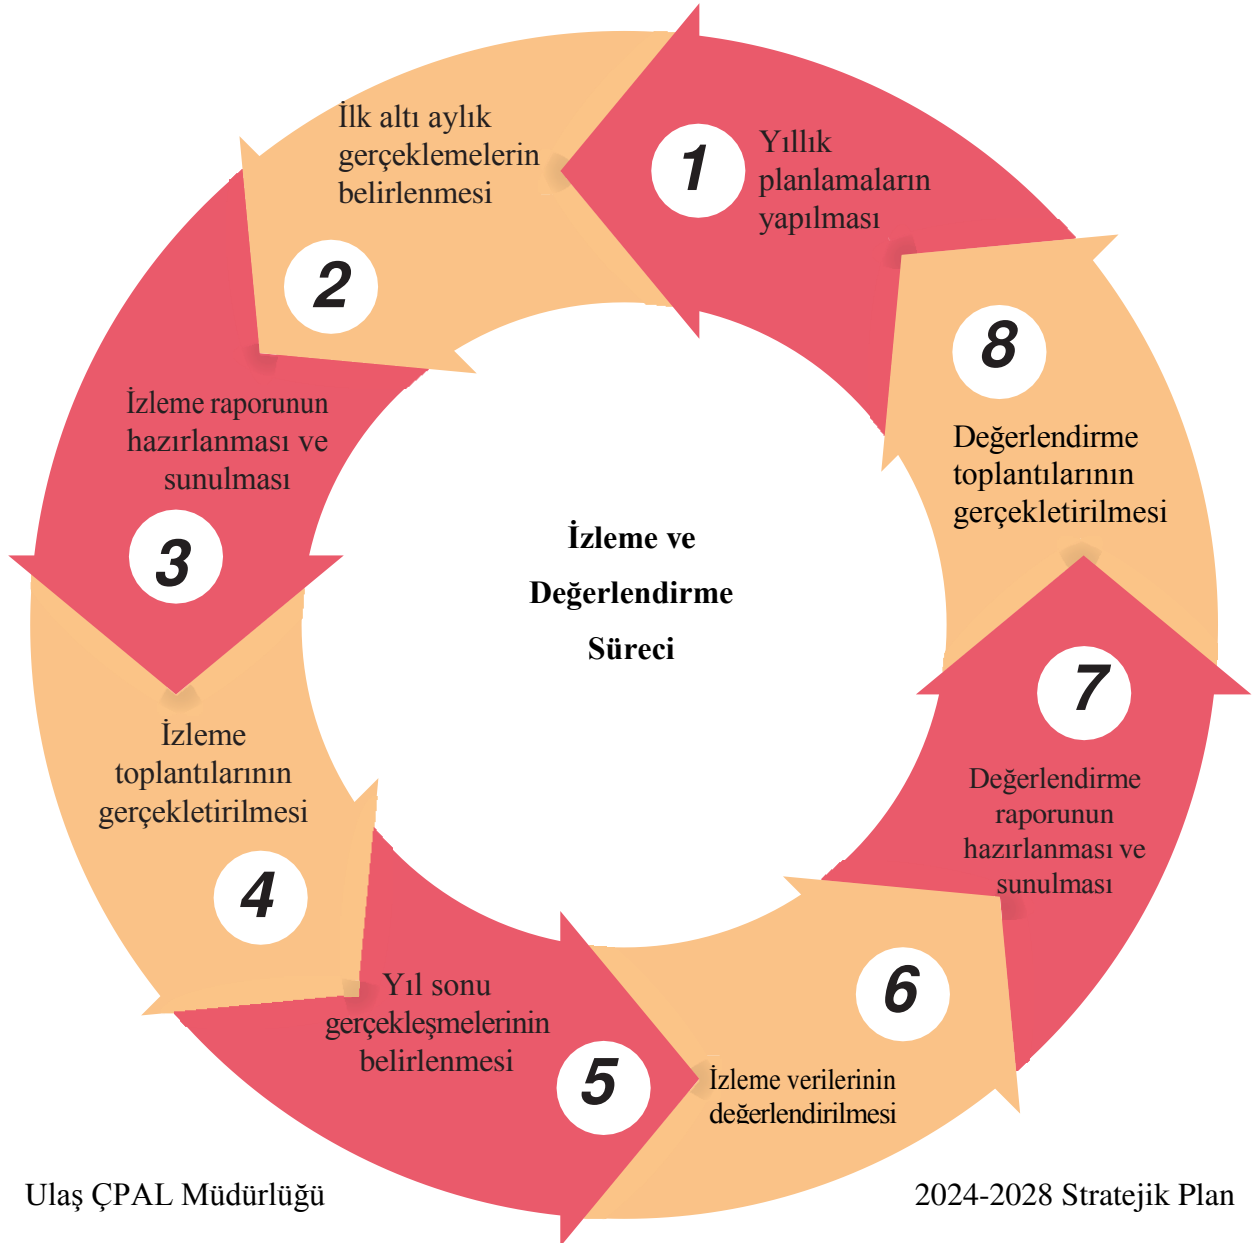 1
Yıllık
planlamaların
yapılması
İlk altı aylık
gerçeklemelerin
belirlenmesi
2
İzleme raporunun
hazırlanması ve
sunulması
3
İzleme
toplantılarının
gerçekletirilmesi
4
Yıl sonu
gerçekleşmelerinin
belirlenmesi
5
6
İzleme verilerinin
değerlendirilmesi
7
Değerlendirme
raporunun
hazırlanması ve
sunulması
8
Değerlendirme
toplantılarının
gerçekletirilmesi
İzleme ve
Değerlendirme
Süreci
Ulaş ÇPAL Müdürlüğü
2024-2028 Stratejik Plan